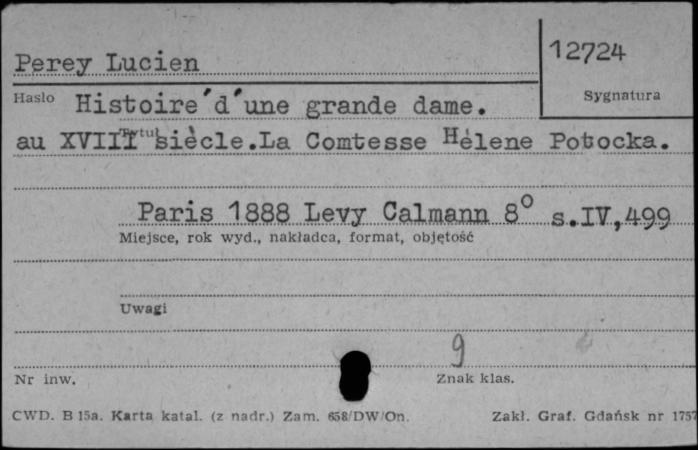 Perey Lucien
12724
Hasło
Sygnatura
Histoire´d´une grande dame.
Tytuł
au XVIII siècle.La Comtesse Hélene Potocka.
Paris 1888 Levy Calmann 8° s.IV,499
Miejsce, rok wyd., nakładca, format, objętość
Uwagi
9
Nr inw.
Znak klas.
CWD. B 15a. Karta katal. (z nadr.) Zam. 658/DW/On.
Zakł. Graf. Gdańsk nr 1757